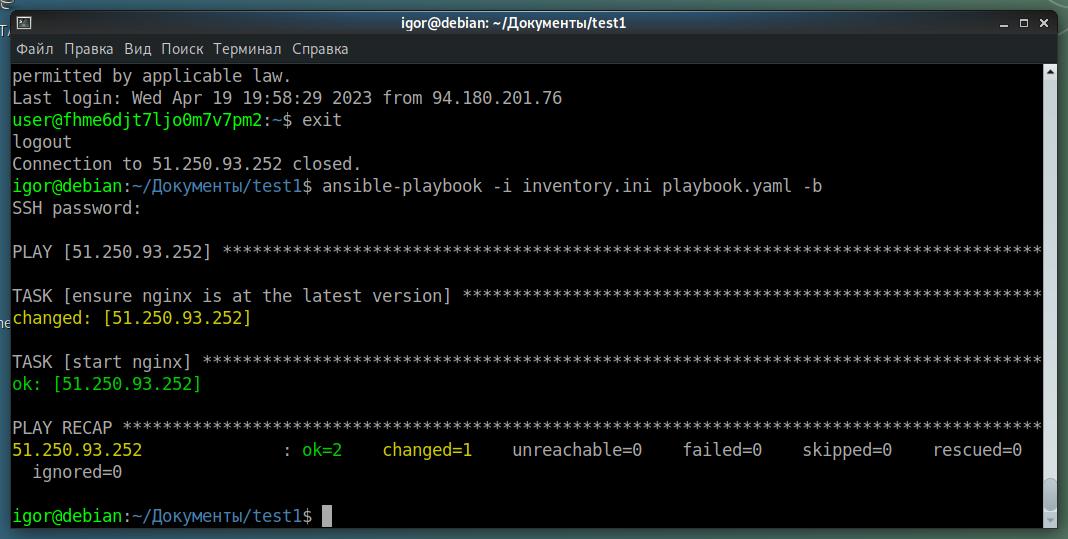 igor@debian: ~/Документы/test1
Файл Правка Вид Поиск Терминал Справка
permitted by applicable law.
Last login: Wed Apr 19 19:58:29 2023 from 94.180.201.76
user@fhme6djt7ljo0m7v7pm2:~$ exit
logout
Connection to 51.250.93.252 closed.
igor@debian:~/Документы/test1$ ansible-playbook -i inventory.ini playbook.yaml -b
SSH password:
PLAY [51.250.93.252] **********************************************************************************
TASK [ensure nginx is at the latest version] **********************************************************
changed: [51.250.93.252]
TASK [start nginx] ************************************************************************************
ok: [51.250.93.252]
PLAY RECAP ********************************************************************************************
51.250.93.252              : ok=2    changed=1    unreachable=0    failed=0    skipped=0    rescued=0
ignored=0
igor@debian:~/Документы/test1$